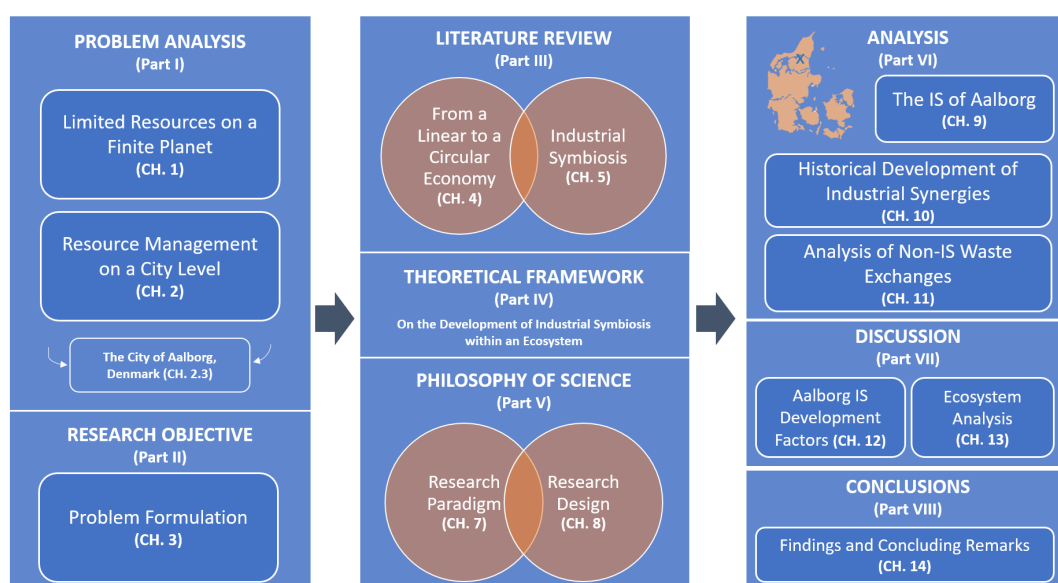 PROBLEM ANALYSIS
(Part I)
Limited Resources on a
Finite Planet
(CH. 1)
Resource Management
on a City Level
(CH. 2)
The City of Aalborg,
Denmark (CH. 2.3)
RESEARCH OBJECTIVE
(Part II)
Problem Formulation
(CH. 3)
LITERATURE REVIEW
(Part III)
From a
Linear to a
Circular
Economy
(CH. 4)
Industrial
Symbiosis
(CH. 5)
THEORETICAL FRAMEWORK
(Part IV)
On the Development of Industrial Symbiosis
within an Ecosystem
PHILOSOPHY OF SCIENCE
(Part V)
Research
Paradigm
(CH. 7)
Research
Design
(CH. 8)
ANALYSIS
(Part VI)
X
The IS of Aalborg
(CH. 9)
Historical Development of
Industrial Synergies
(CH. 10)
Analysis of Non-IS Waste
Exchanges
(CH. 11)
DISCUSSION
(Part VII)
Aalborg IS
Development
Factors (CH. 12)
Ecosystem
Analysis
(CH. 13)
CONCLUSIONS
(Part VIII)
Findings and Concluding Remarks
(CH. 14)